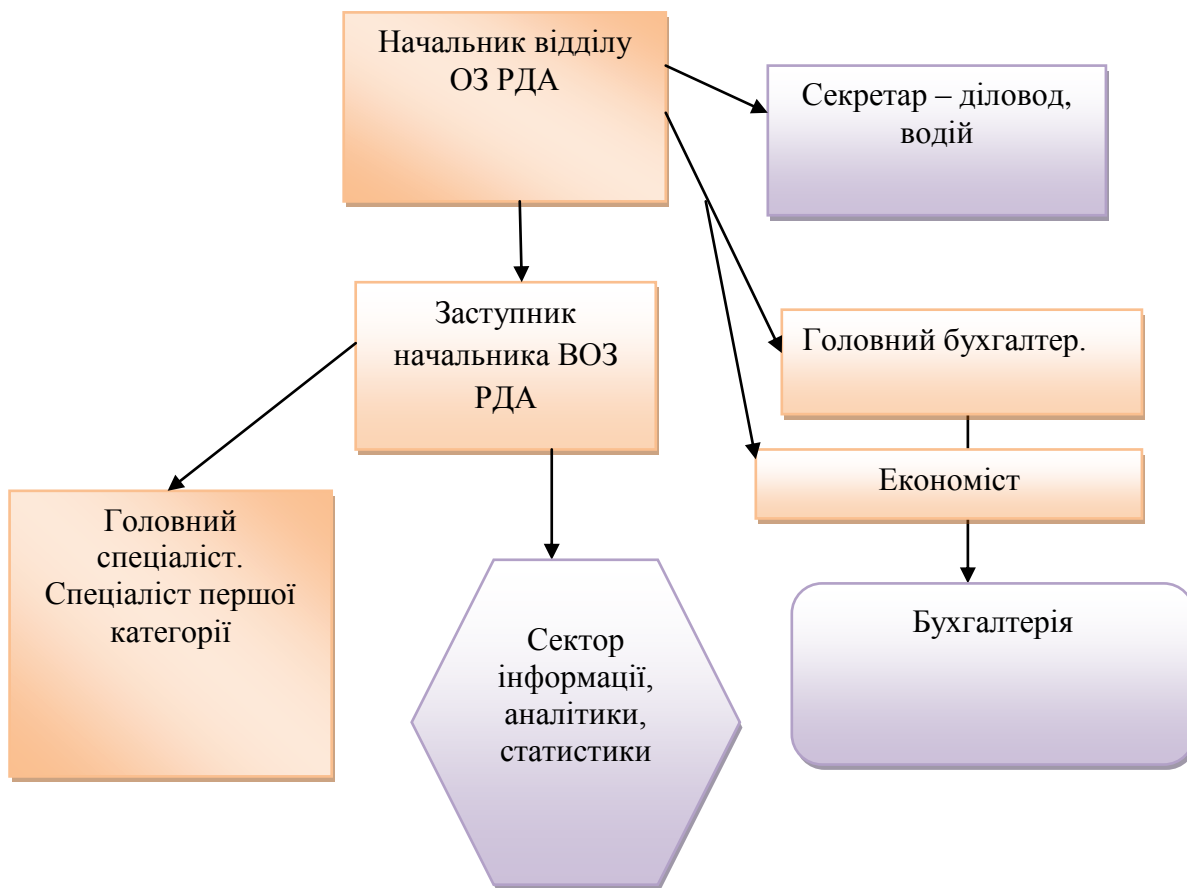 Начальник відділу
ОЗ РДА
Секретар – діловод,
водій
Заступник
начальника ВОЗ
РДА
Головний бухгалтер.
Економіст
Головний
спеціаліст.
Спеціаліст першої
категорії
Сектор
інформації,
аналітики,
статистики
Бухгалтерія